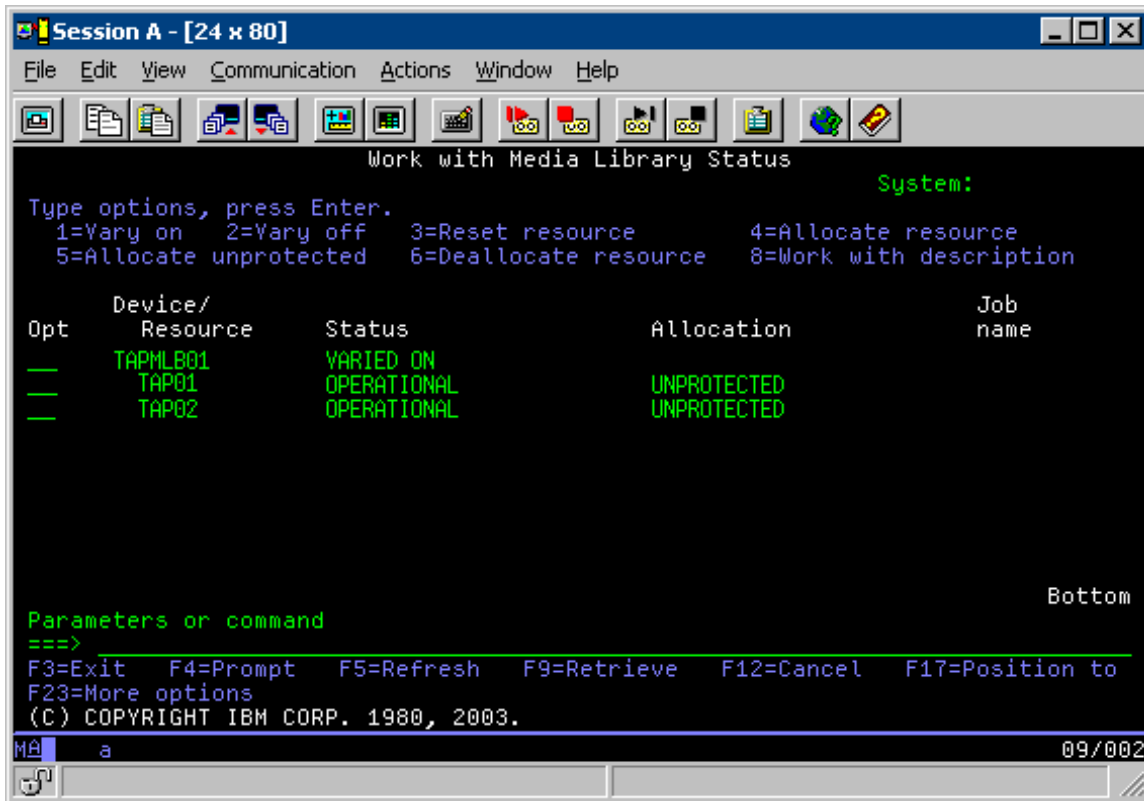 Session A - [24 x 80]
File Edit View Communication Actions Window Help
Work with Media Library Status
System:
Type options, press Enter.
1=Vary on 2=Vary off 3=Reset resource 4=Allocate resource
5=Allocate unprotected 6=Deallocate resource 8=Work with description
Device/ Job
Opt Resource Status Allocation name
TAPMLB01 VARIED ON
TAP01 OPERATIONAL UNPROTECTED
TAP02 OPERATIONAL UNPROTECTED
Bottom
Parameters or command
===>
F3=Exit F4=Prompt F5=Refresh F9=Retrieve F12=Cancel F17=Position to
F23=More options
(C) COPYRIGHT IBM CORP. 1980, 2003.
MA a 09/002